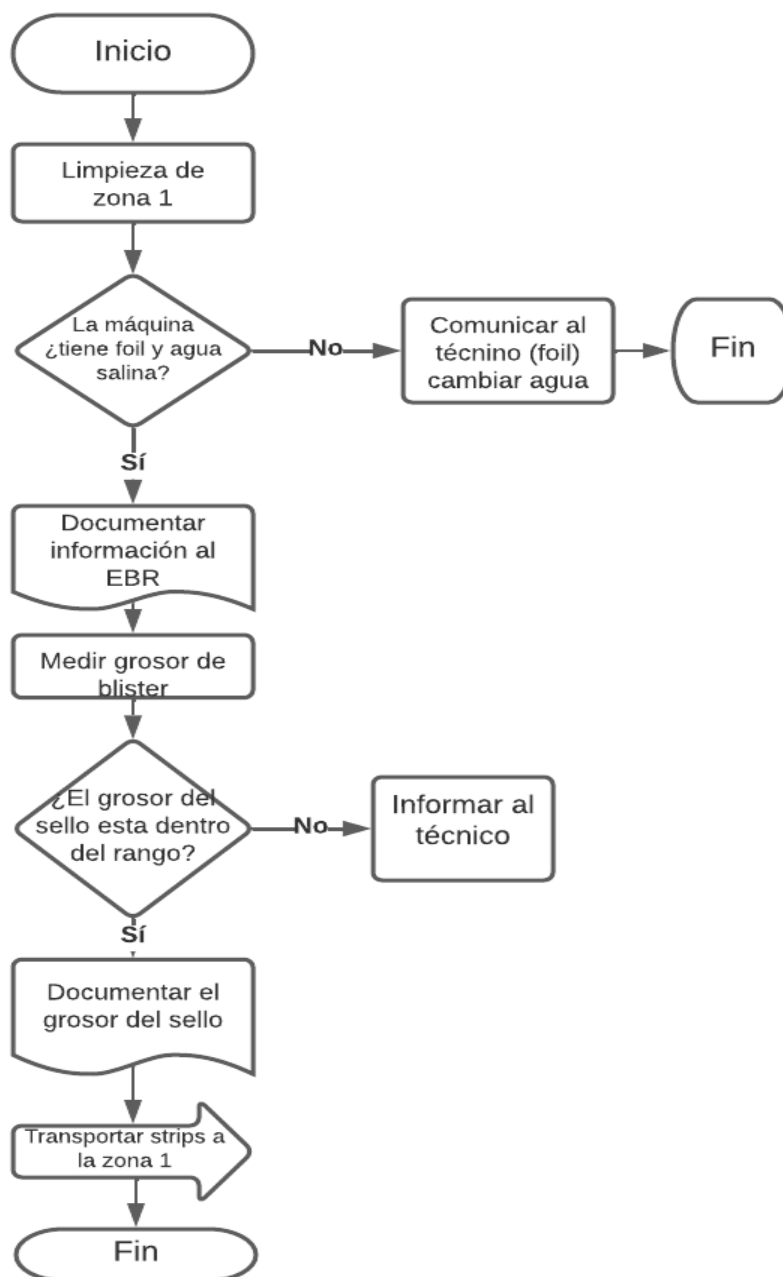 Inicio
Limpieza de
zona 1
La máquina
¿tiene foil y agua
salina?
No
Comunicar al
técnino (foil)
cambiar agua
Fin
Sí
Documentar
información al
EBR
Medir grosor de
blister
¿El grosor del
sello esta dentro
del rango?
No
Informar al
técnico
Sí
Documentar el
grosor del sello
Transportar strips a
la zona 1
Fin